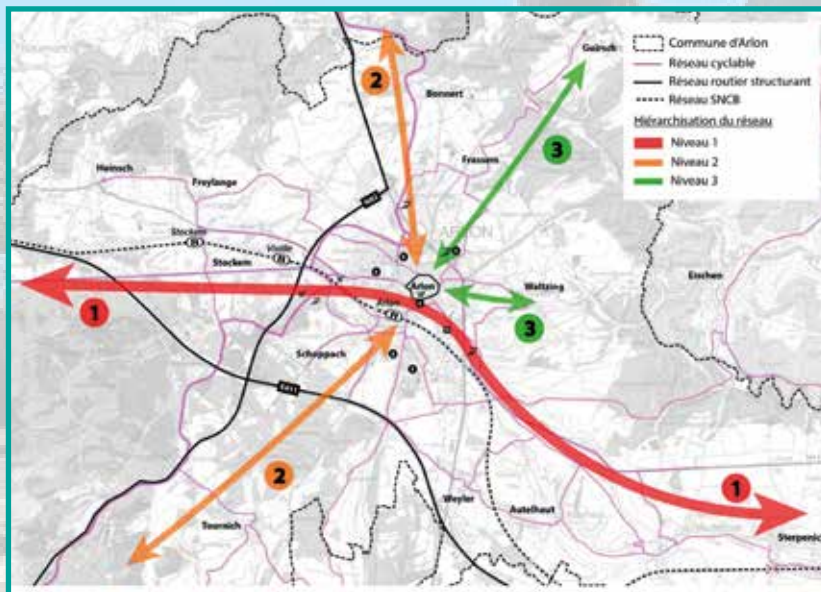 Commune d'Arlon
Réseau cyclable
Réseau routier structurant
Réseau SNCB
Hiérarchisation du réseau
Niveau 1
Niveau 2
Niveau 3
Guirsch
2
Bonnert
3
Frassem
Heinsch
Freylange
N82
ARLON
Stockem
Viville
Stockem
Eischen
Arlon
Waltzing
1
Arlon
3
Schoppach
E411
2
1
Weyler
Autelhaut
Toernich
Sterpenich